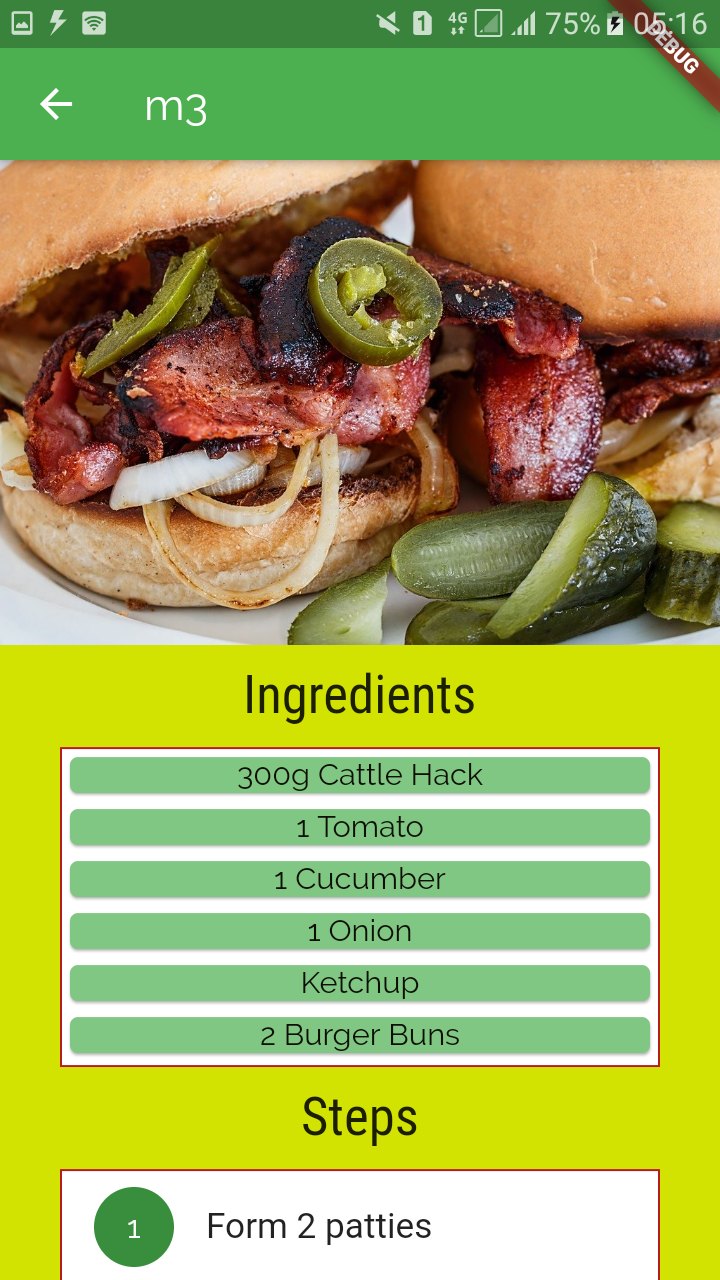 1 4G 75% 05:16
DEBUG
m3
Ingredients
300g Cattle Hack
1 Tomato
1 Cucumber
1 Onion
Ketchup
2 Burger Buns
Steps
1 Form 2 patties